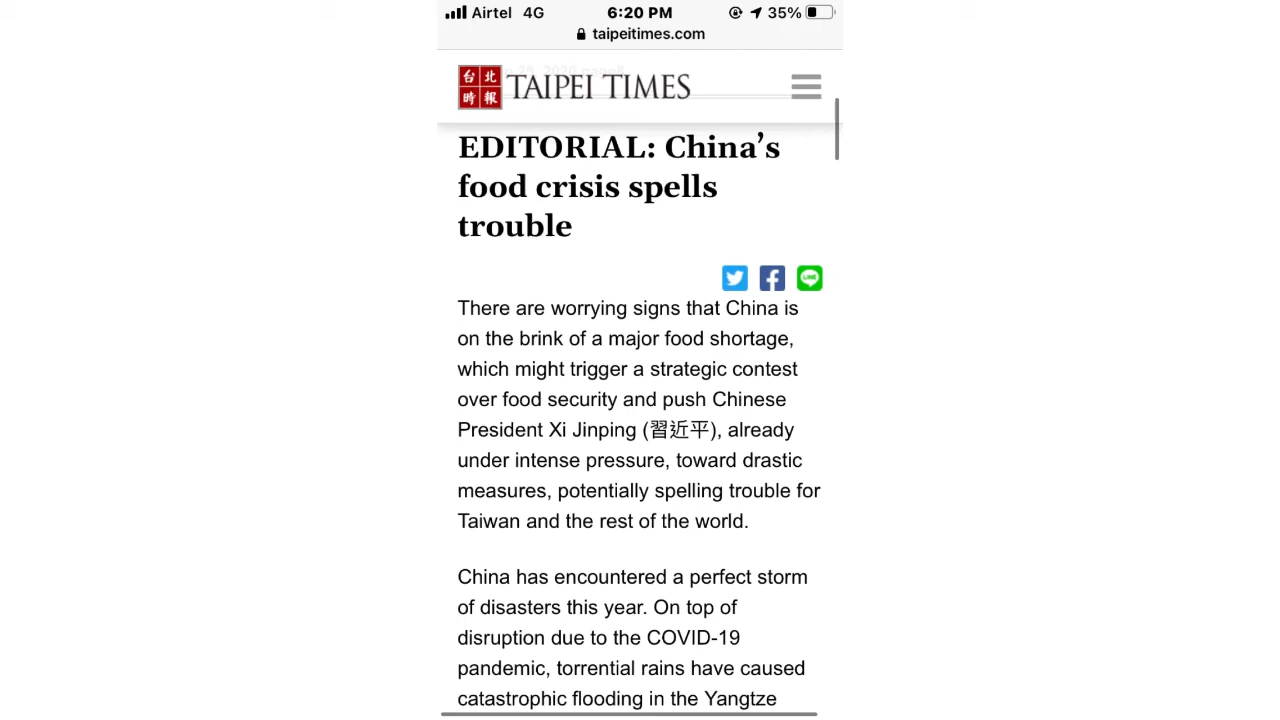 Airtel 4G 6:20 PM 35%
taipeitimes.com
台北時報 TAIPEI TIMES
EDITORIAL: China’s
food crisis spells
trouble
LINE
There are worrying signs that China is
on the brink of a major food shortage,
which might trigger a strategic contest
over food security and push Chinese
President Xi Jinping (習近平), already
under intense pressure, toward drastic
measures, potentially spelling trouble for
Taiwan and the rest of the world.
China has encountered a perfect storm
of disasters this year. On top of
disruption due to the COVID-19
pandemic, torrential rains have caused
catastrophic flooding in the Yangtze